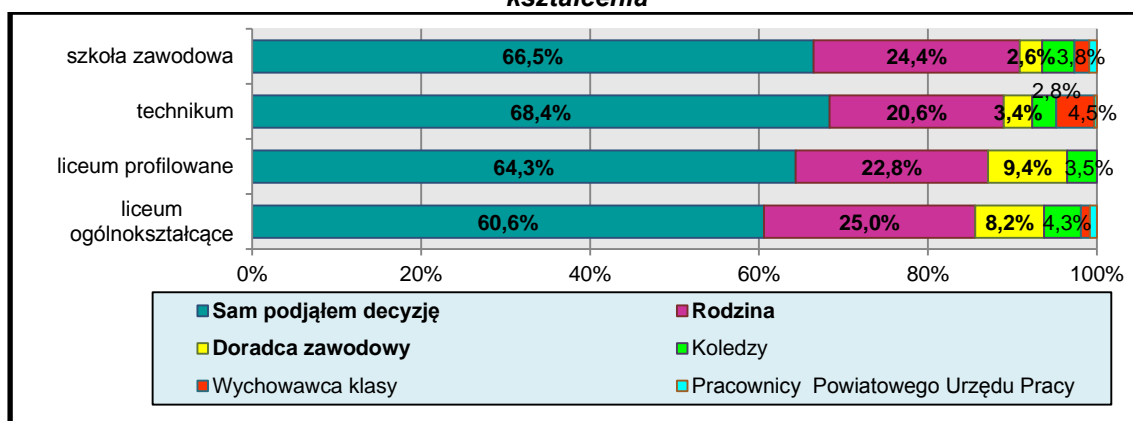 kształcenia
szkoła zawodowa
66,5% 24,4% 2,6% 3,8%
2,8%
technikum
68,4% 20,6% 3,4% 4,5%
liceum profilowane
64,3% 22,8% 9,4% 3,5%
liceum
ogólnokształcące
60,6% 25,0% 8,2% 4,3%
0% 20% 40% 60% 80% 100%
Sam podjąłem decyzję Rodzina
Doradca zawodowy Koledzy
Wychowawca klasy Pracownicy Powiatowego Urzędu Pracy